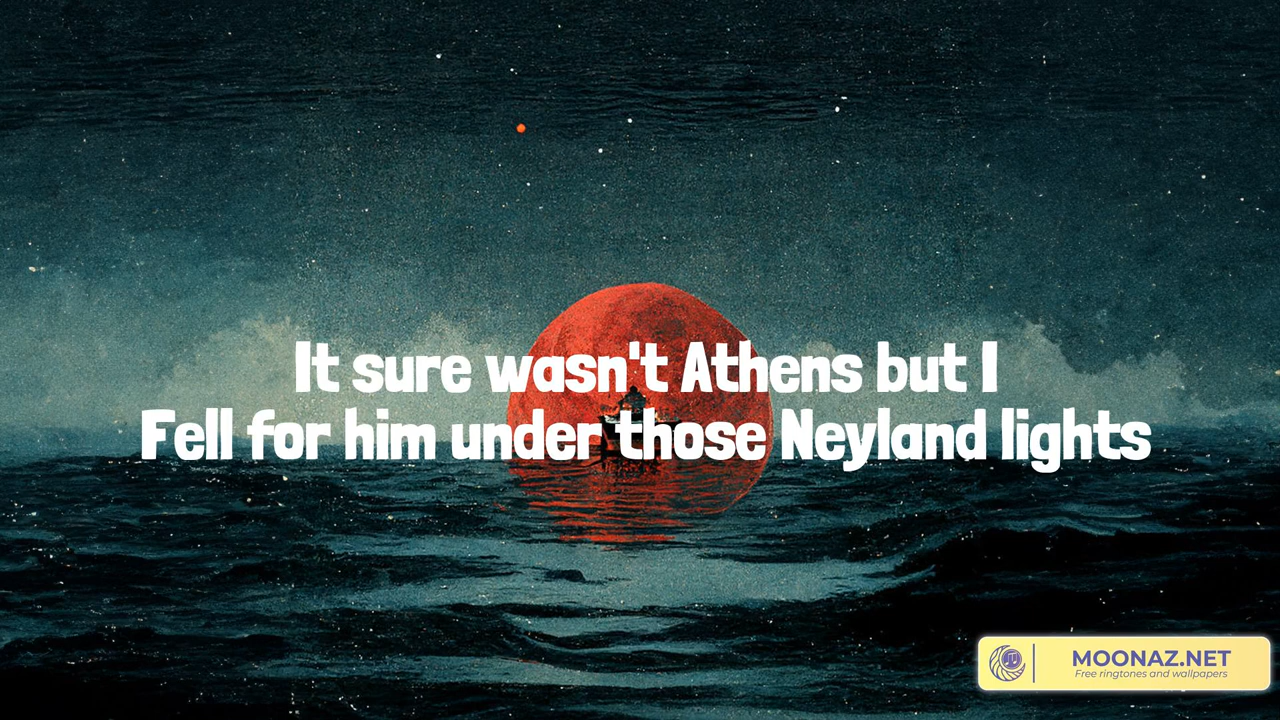 It sure wasn't Athens but I
Fell for him under those Neyland lights
MOONAZ.NET
Free ringtones and wallpapers